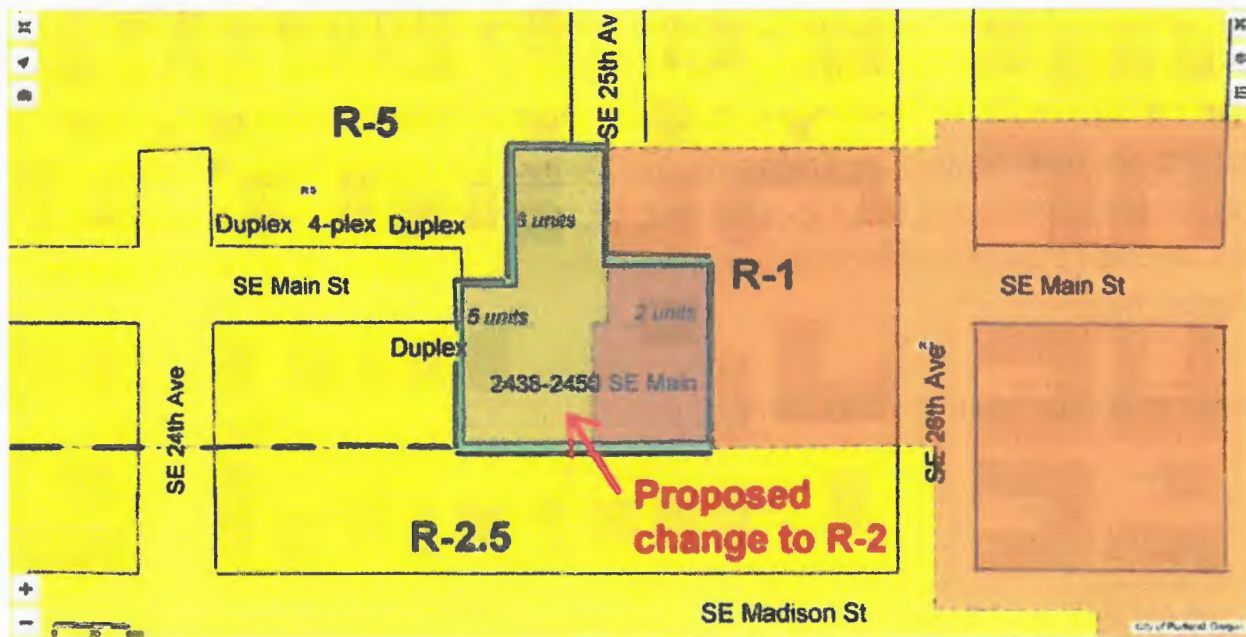 SE 25th Av
R-5
R5
Duplex 4-plex Duplex
units
SE Main St
R-1
SE Main St
5 units
2 units
Duplex
2438-2450 SE Main
SE 24th Ave
SE 26th Ave
Proposed
change to R-2
R-2.5
SE Madison St
City of Portland, Oregon